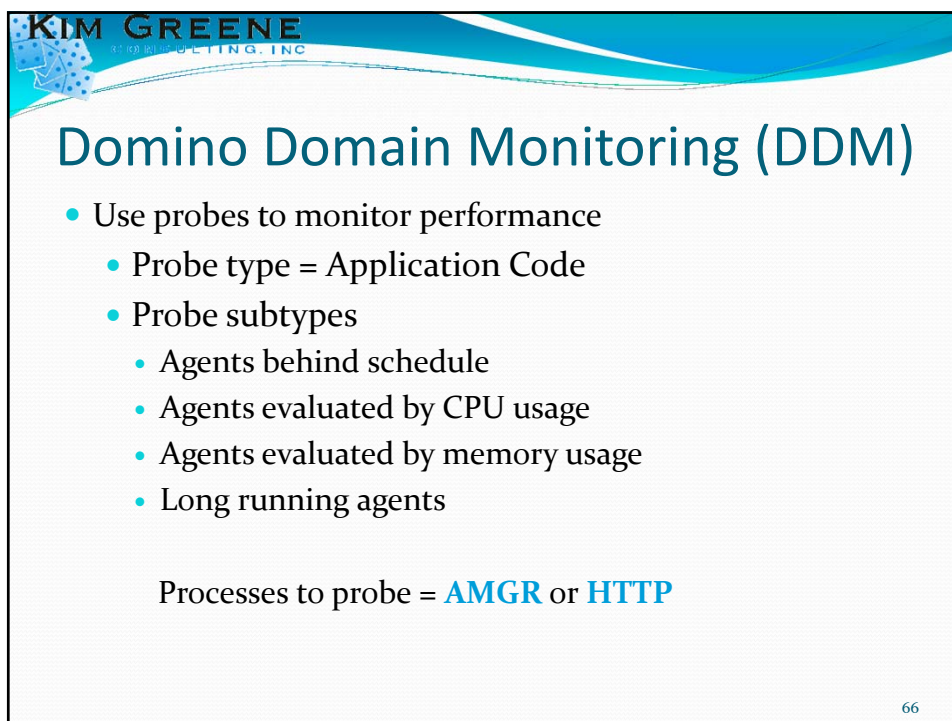 KIM GREENE
CONSULTING, INC
Domino Domain Monitoring (DDM)
Use probes to monitor performance
Probe type = Application Code
Probe subtypes
Agents behind schedule
Agents evaluated by CPU usage
Agents evaluated by memory usage
Long running agents
Processes to probe = AMGR or HTTP
66